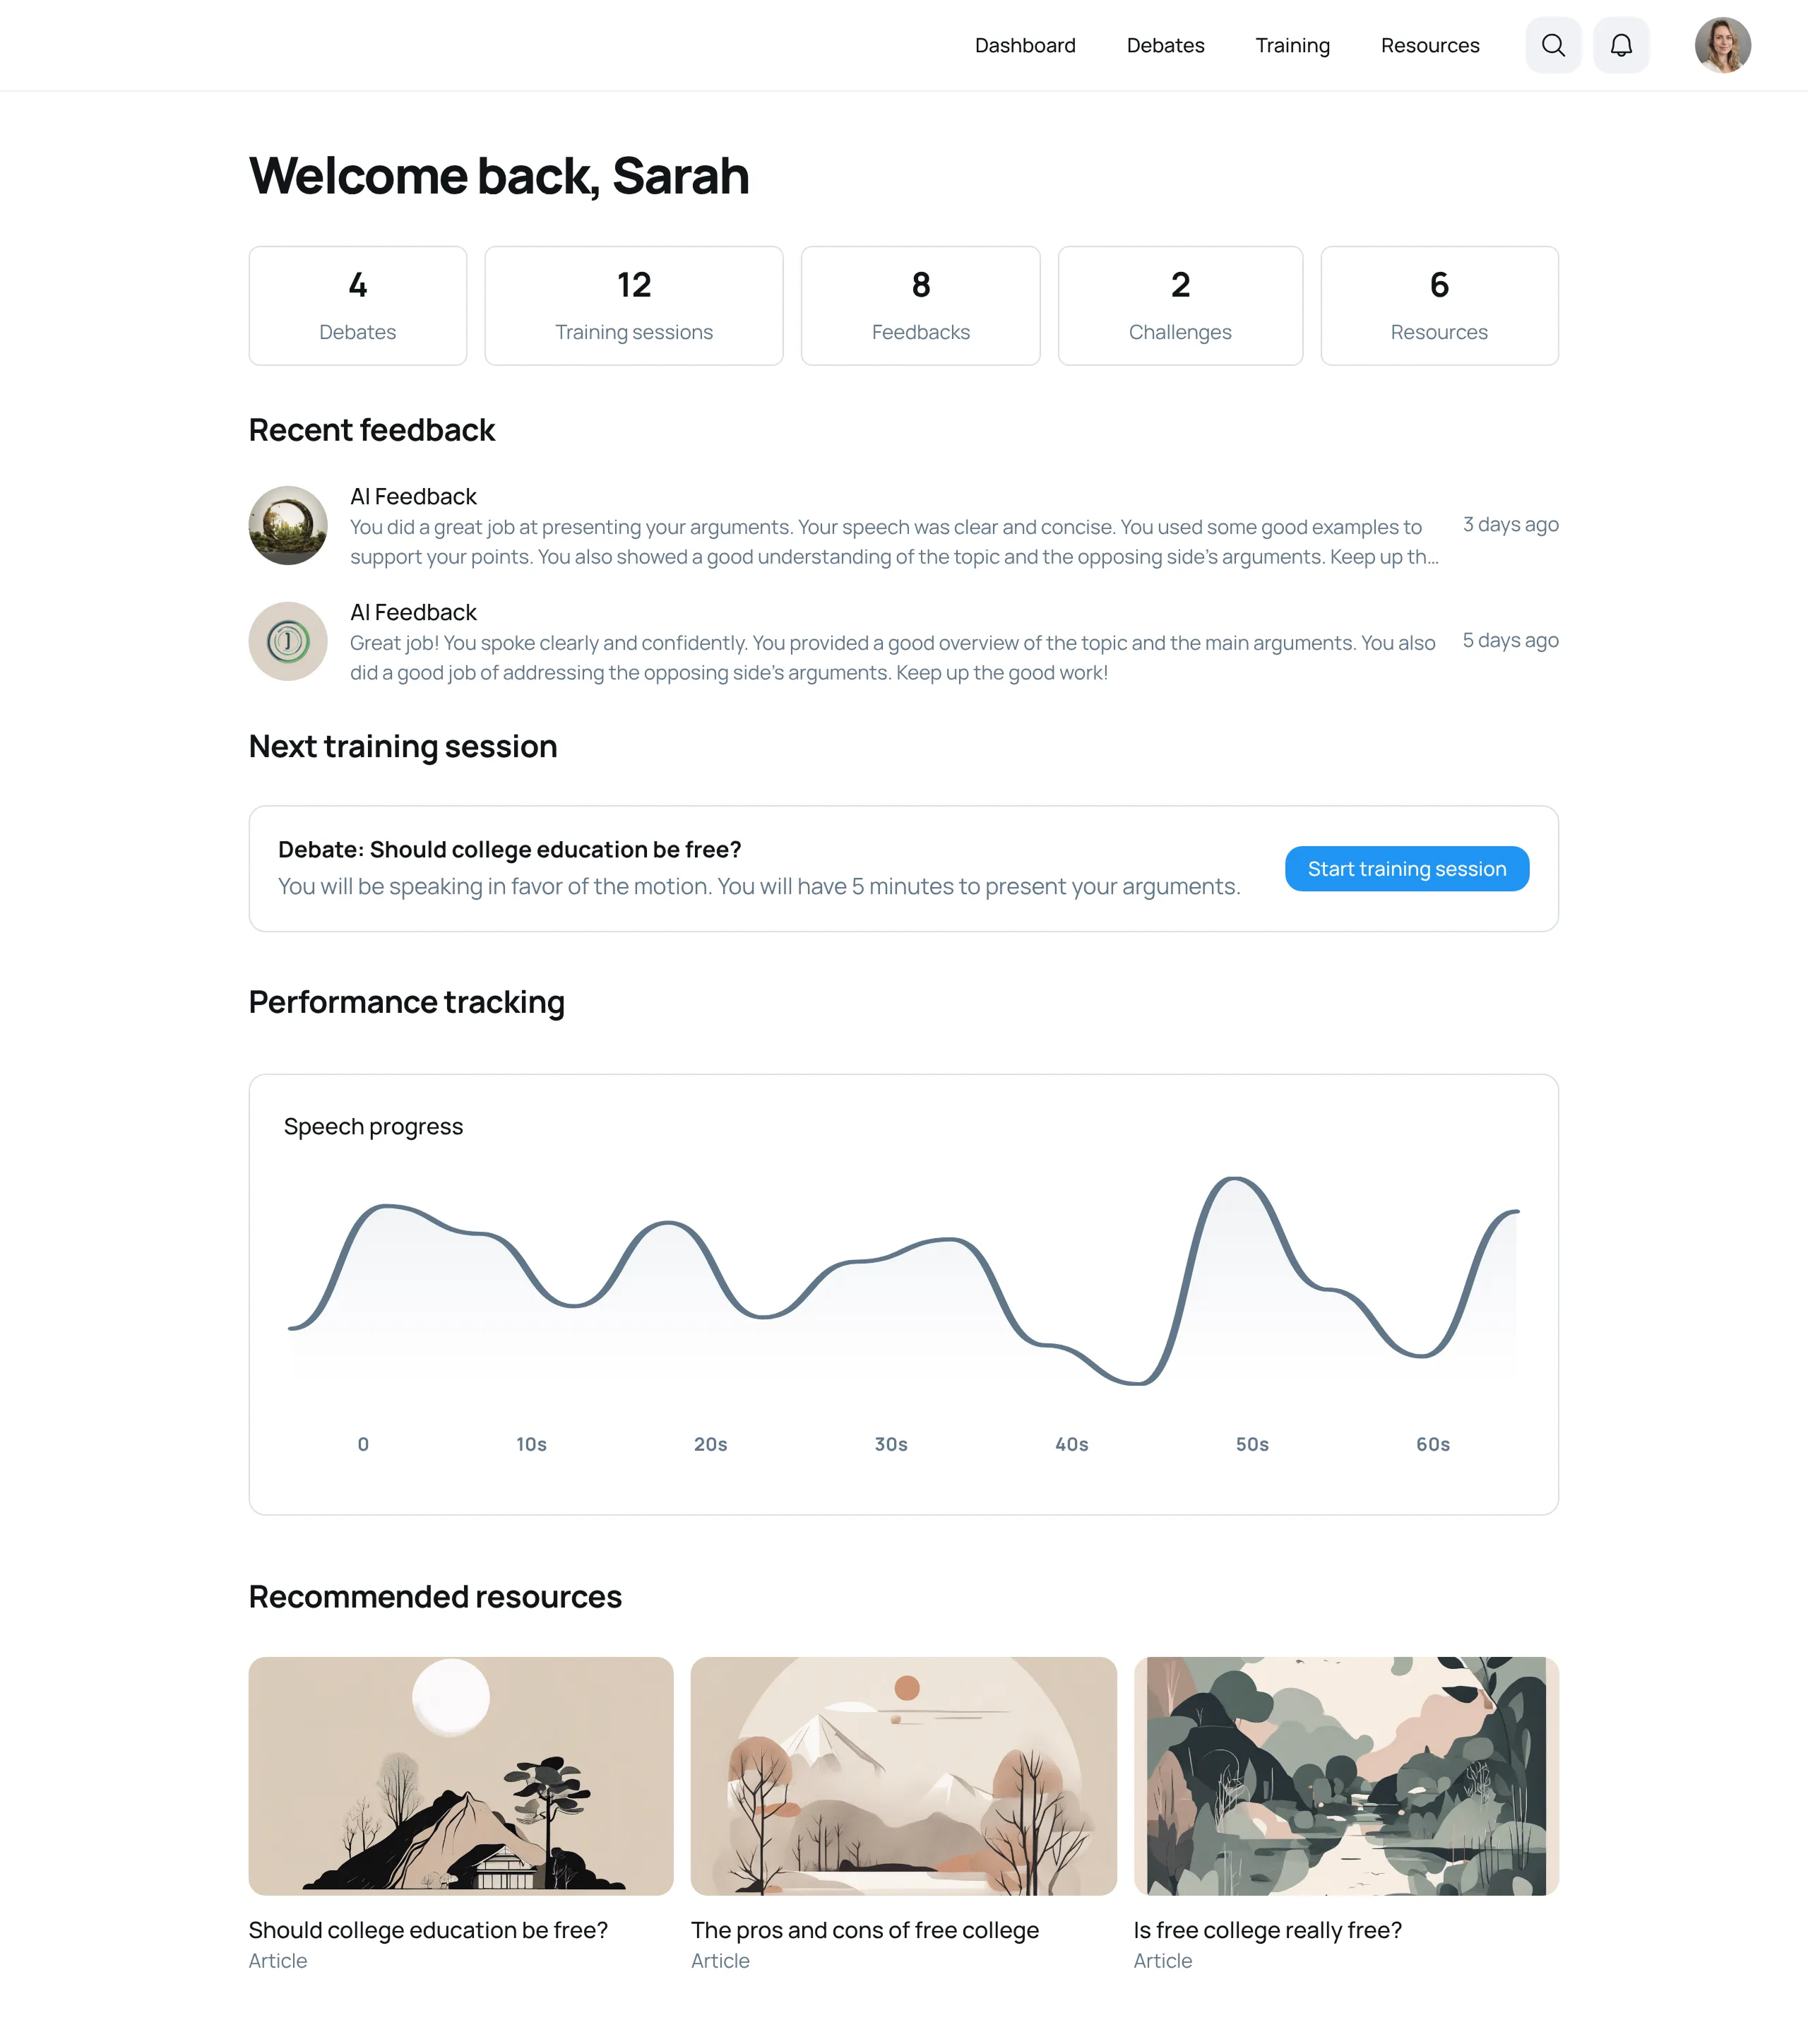 Dashboard
Debates
Training
Resources
Welcome back, Sarah
4
Debates
12
Training sessions
8
Feedbacks
2
Challenges
6
Resources
Recent feedback
AI Feedback
You did a great job at presenting your arguments. Your speech was clear and concise. You used some good examples to
support your points. You also showed a good understanding of the topic and the opposing side's arguments. Keep up th...
3 days ago
AI Feedback
Great job! You spoke clearly and confidently. You provided a good overview of the topic and the main arguments. You also
did a good job of addressing the opposing side's arguments. Keep up the good work!
5 days ago
Next training session
Debate: Should college education be free?
You will be speaking in favor of the motion. You will have 5 minutes to present your arguments.
Start training session
Performance tracking
Speech progress
0 10s 20s 30s 40s 50s 60s
Recommended resources
Should college education be free?
Article
The pros and cons of free college
Article
Is free college really free?
Article